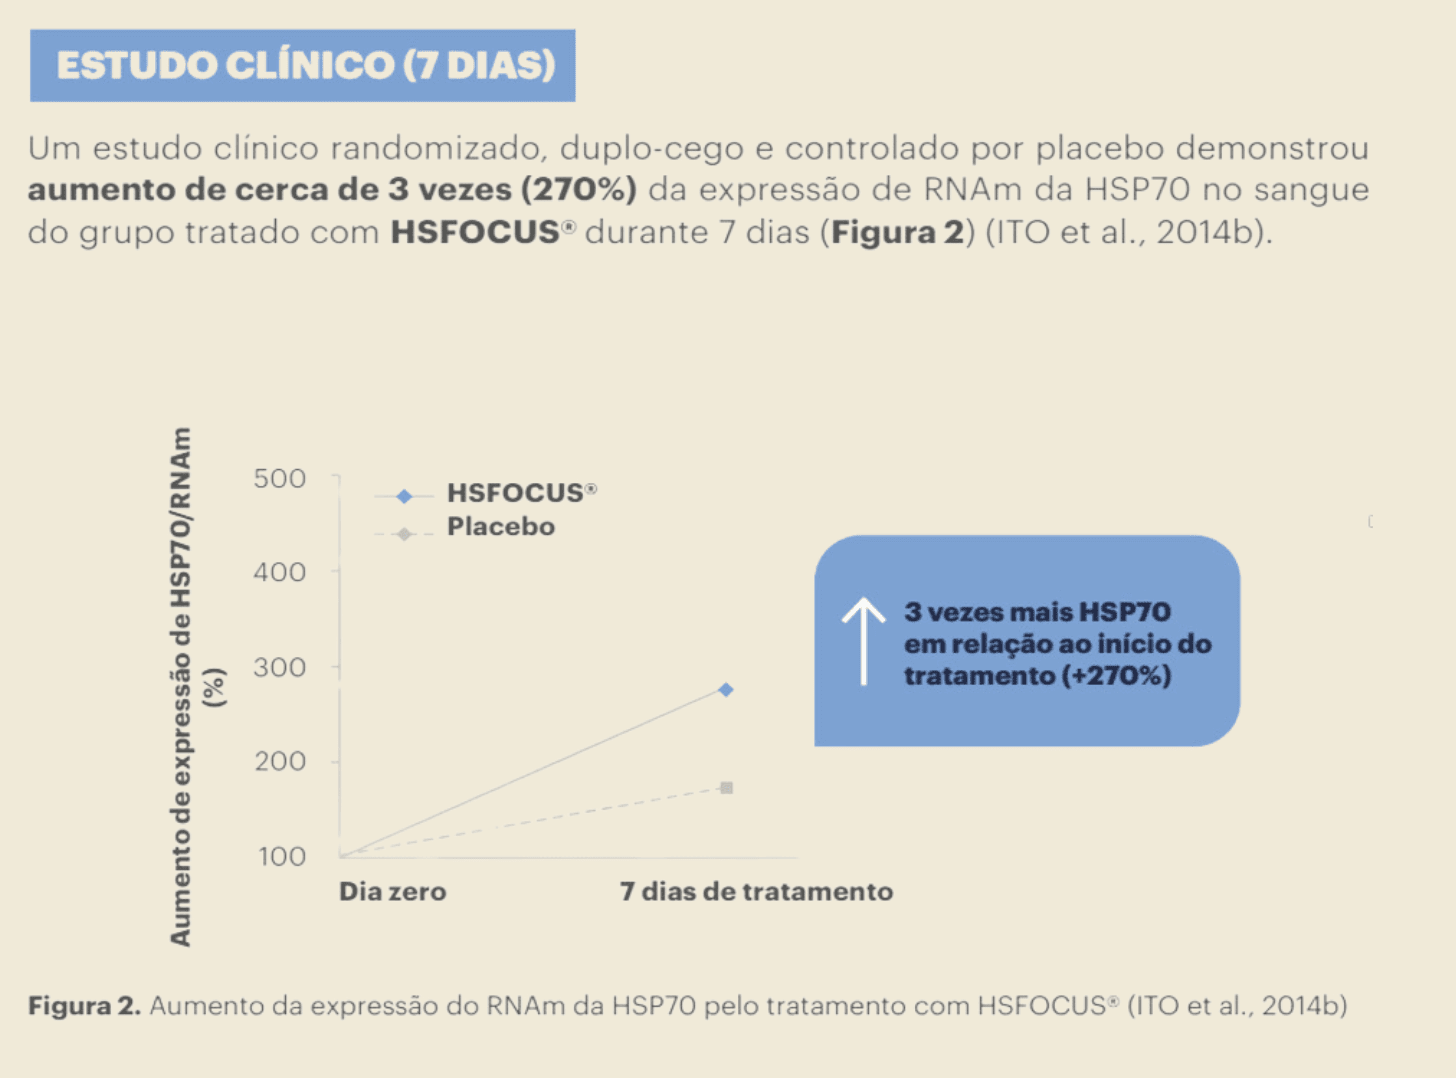 ESTUDO CLÍNICO (7 DIAS)
Um estudo clínico randomizado, duplo-cego e controlado por placebo demonstrou
aumento de cerca de 3 vezes (270%) da expressão de RNAm da HSP70 no sangue
do grupo tratado com HSFOCUS® durante 7 dias (Figura 2) (ITO et al., 2014b).
Aumento de expressão de HSP70/RNAm
(%)
500
400
300
200
100
HSFOCUS®
Placebo
Dia zero
7 dias de tratamento
3 vezes mais HSP70
em relação ao início do
tratamento (+270%)
Figura 2. Aumento da expressão do RNAm da HSP70 pelo tratamento com HSFOCUS® (ITO et al., 2014b)